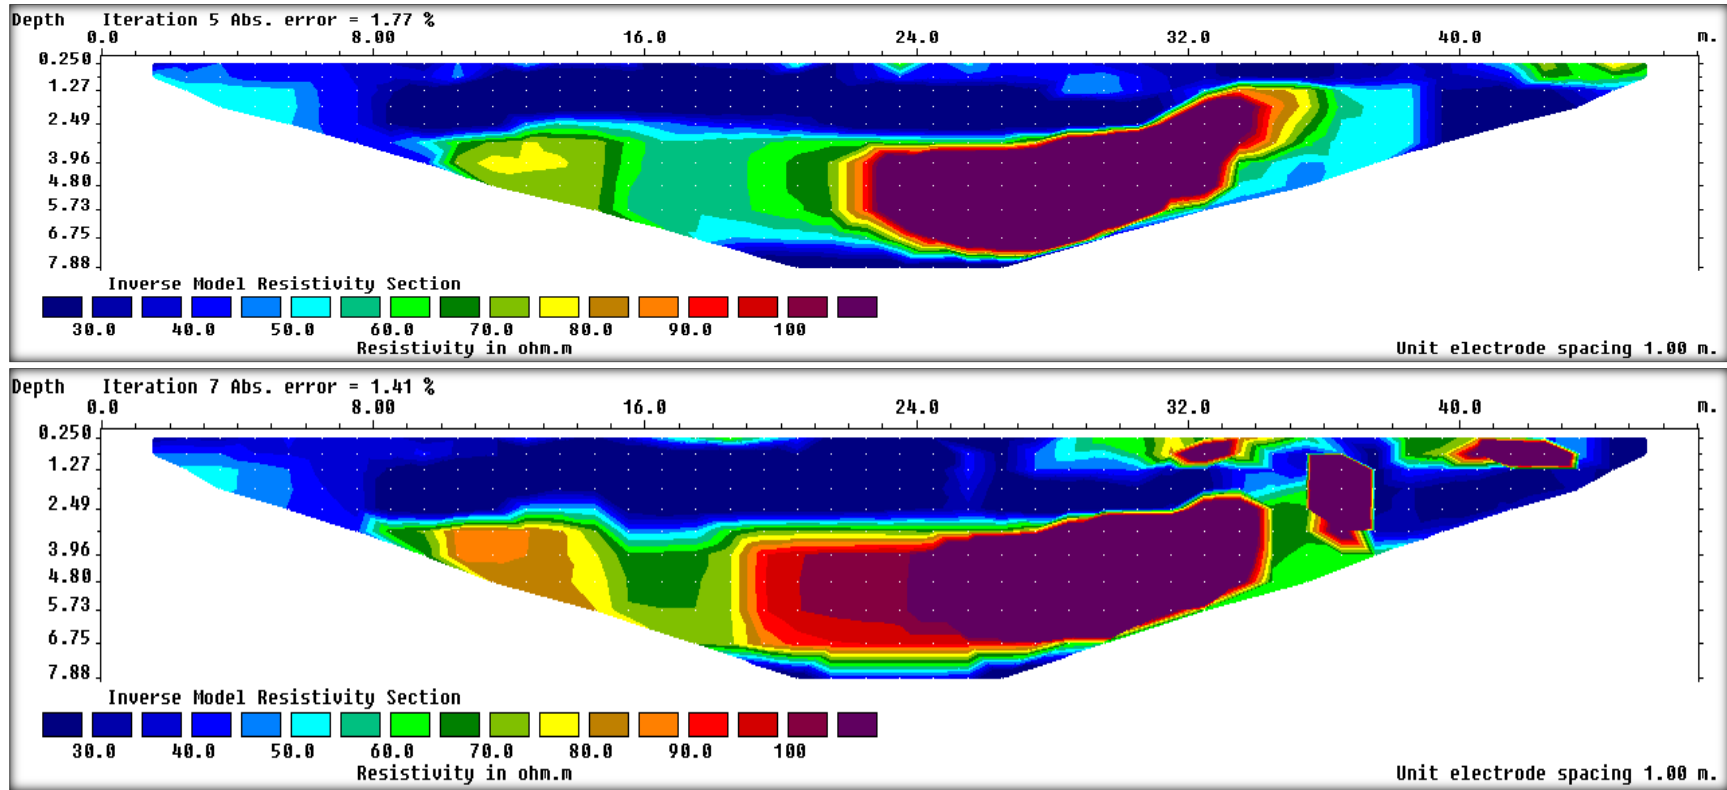 Depth Iteration 5 Abs. error = 1.77 %
0.0 8.00 16.0 24.0 32.0 40.0 m.
0.250
1.27
2.49
3.96
4.80
5.73
6.75
7.88
Inverse Model Resistivity Section
30.0 40.0 50.0 60.0 70.0 80.0 90.0 100
Resistivity in ohm.m Unit electrode spacing 1.00 m.
Depth Iteration 7 Abs. error = 1.41 %
0.0 8.00 16.0 24.0 32.0 40.0 m.
0.250
1.27
2.49
3.96
4.80
5.73
6.75
7.88
Inverse Model Resistivity Section
30.0 40.0 50.0 60.0 70.0 80.0 90.0 100
Resistivity in ohm.m Unit electrode spacing 1.00 m.